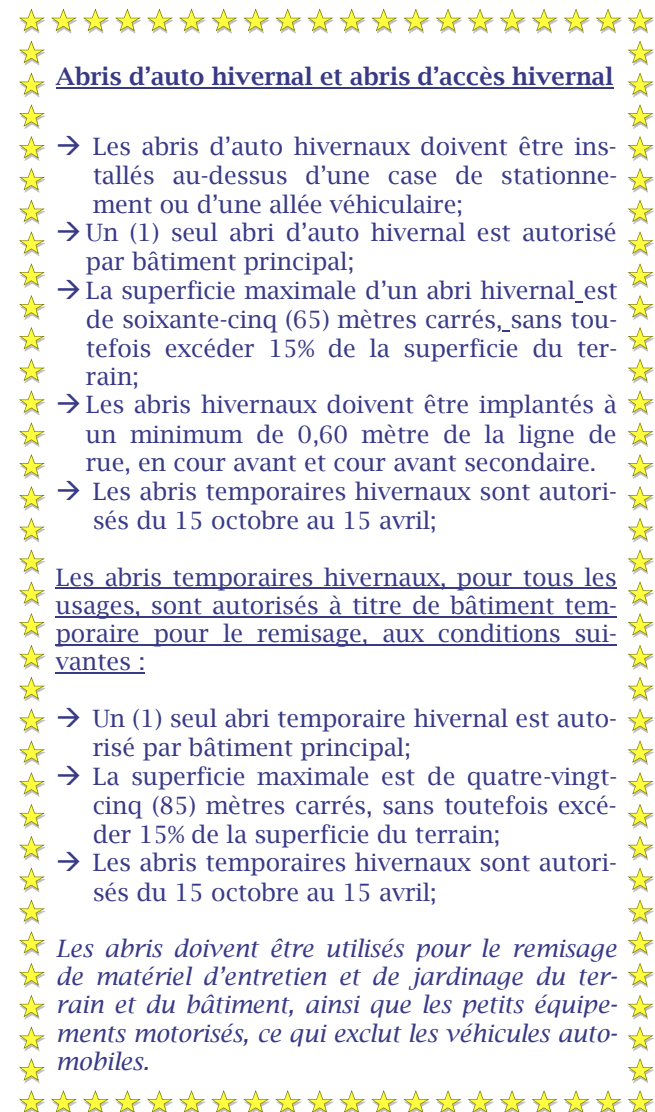 Abris d'auto hivernal et abris d'accès hivernal
→ Les abris d'auto hivernaux doivent être ins-
tallés au-dessus d'une case de stationne-
ment ou d'une allée véhiculaire;
→ Un (1) seul abri d'auto hivernal est autorisé
par bâtiment principal;
→ La superficie maximale d'un abri hivernal est
de soixante-cinq (65) mètres carrés, sans tou-
tefois excéder 15% de la superficie du ter-
rain;
→ Les abris hivernaux doivent être implantés à
un minimum de 0,60 mètre de la ligne de
rue, en cour avant et cour avant secondaire.
→ Les abris temporaires hivernaux sont autori-
sés du 15 octobre au 15 avril;
Les abris temporaires hivernaux, pour tous les
usages, sont autorisés à titre de bâtiment tem-
poraire pour le remisage, aux conditions sui-
vantes :
→ Un (1) seul abri temporaire hivernal est auto-
risé par bâtiment principal;
→ La superficie maximale est de quatre-vingt-
cinq (85) mètres carrés, sans toutefois excé-
der 15% de la superficie du terrain;
→ Les abris temporaires hivernaux sont autori-
sés du 15 octobre au 15 avril;
Les abris doivent être utilisés pour le remisage
de matériel d'entretien et de jardinage du ter-
rain et du bâtiment, ainsi que les petits équipe-
ments motorisés, ce qui exclut les véhicules auto-
mobiles.